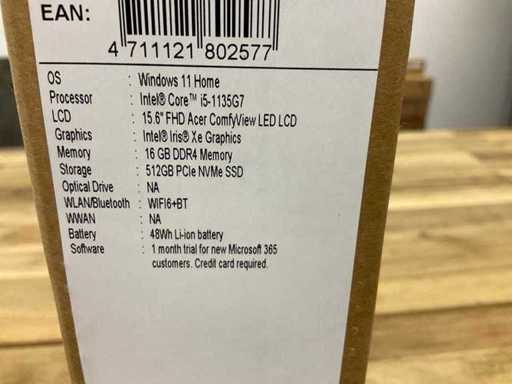 EAN:
4 711121 802577
OS : Windows 11 Home
Processor : Intel® Core™ i5-1135G7
LCD : 15.6" FHD Acer ComfyView LED LCD
Graphics : Intel® Iris® Xe Graphics
Memory : 16 GB DDR4 Memory
Storage : 512GB PCIe NVMe SSD
Optical Drive : NA
WLAN/Bluetooth : WIFI6+BT
WWAN : NA
Battery : 48Wh Li-ion battery
Software : 1 month trial for new Microsoft 365
customers. Credit card required.